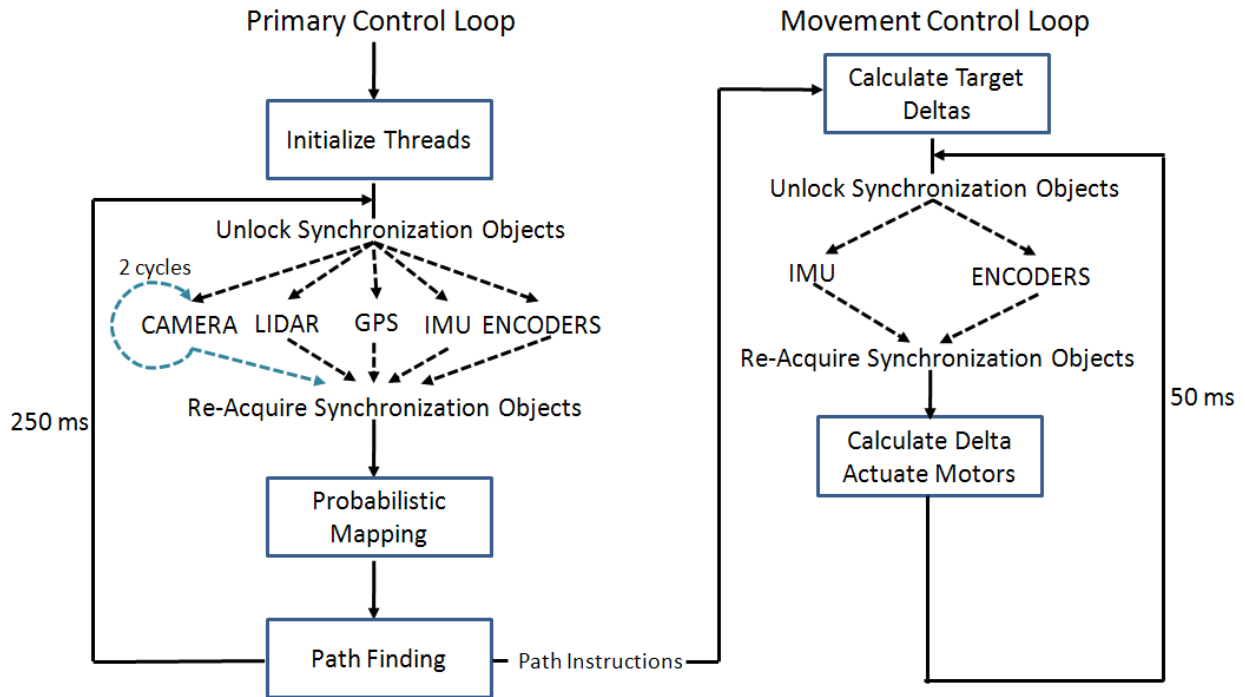 Primary Control Loop
Initialize Threads
Unlock Synchronization Objects
2 cycles
CAMERA LIDAR GPS IMU ENCODERS
Re-Acquire Synchronization Objects
250 ms
Probabilistic
Mapping
Path Finding
Path Instructions
Movement Control Loop
Calculate Target
Deltas
Unlock Synchronization Objects
IMU
ENCODERS
Re-Acquire Synchronization Objects
50 ms
Calculate Delta
Actuate Motors